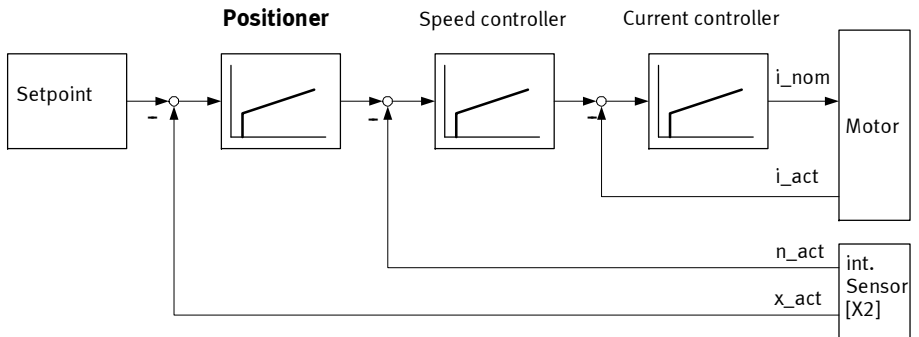 Positioner
Speed controller
Current controller
Setpoint
i_nom
Motor
i_act
n_act
int.
Sensor
[X2]
x_act